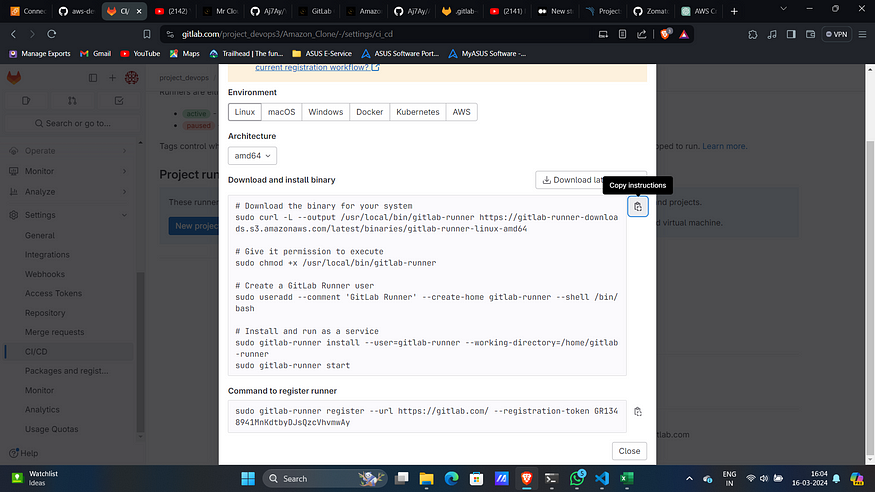 Connec
aws-de
CI/
(2142)
Mr Clo
Aj7Ay/
GitLab
Amazo
Aj7Ay/
.gitlab-
(2141)
New st
Project
Zomato
AWS Co
gitlab.com/project_devops3/Amazon_Clone/-/settings/ci_cd
VPN
Manage Exports
Gmail
YouTube
Maps
Trailhead | The fun...
ASUS E-Service
ASUS Software Port...
MyASUS Software -...
project_devops
current registration workflow?
Runners are eit
Environment
active -
Linux
macOS
Windows
Docker
Kubernetes
AWS
paused
Search or go to...
Architecture
Tags control wh
oped to run. Learn more.
Operate
amd64
Monitor
Project run
Download and install binary
Download lat
Copy instructions
Analyze
These runner
nd projects.
Settings
New projec
d virtual machine.
General
Integrations
Webhooks
Access Tokens
Repository
Merge requests
CI/CD
Packages and regist...
Monitor
Analytics
Usage Quotas
Help
# Download the binary for your system
sudo curl -L --output /usr/local/bin/gitlab-runner https://gitlab-runner-downloa
ds.s3.amazonaws.com/latest/binaries/gitlab-runner-linux-amd64
# Give it permission to execute
sudo chmod +x /usr/local/bin/gitlab-runner
# Create a GitLab Runner user
sudo useradd --comment 'GitLab Runner' --create-home gitlab-runner --shell /bin/
bash
# Install and run as a service
sudo gitlab-runner install --user=gitlab-runner --working-directory=/home/gitlab
-runner
sudo gitlab-runner start
Command to register runner
sudo gitlab-runner register --url https://gitlab.com/ --registration-token GR134
8941MnKdtbyDJsQzcVhvmwAy
itlab.com
Close
Watchlist
Ideas
Search
5
ENG
IN
16:04
16-03-2024